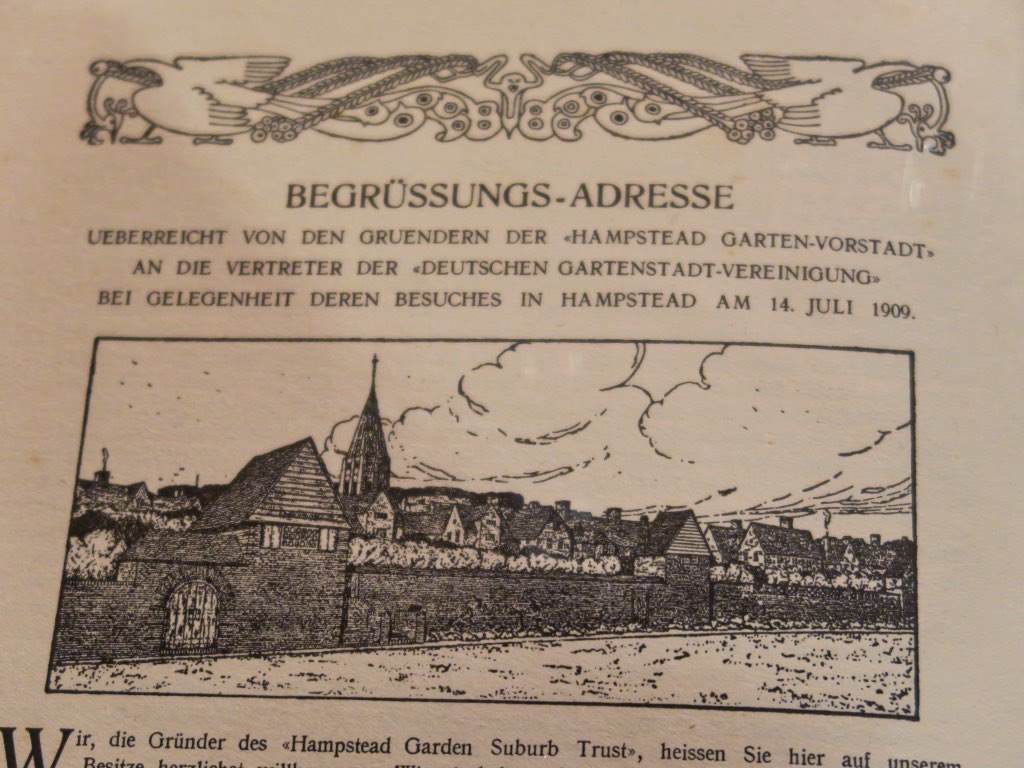 BEGRÜSSUNGS-ADRESSE
UEBERREICHT VON DEN GRUENDERN DER «HAMPSTEAD GARTEN-VORSTADT»
AN DIE VERTRETER DER «DEUTSCHEN GARTENSTADT-VEREINIGUNG»
BEI GELEGENHEIT DEREN BESUCHES IN HAMPSTEAD AM 14. JULI 1909.
Wir, die Gründer des «Hampstead Garden Suburb Trust», heissen Sie hier auf unserem
Besitze herzlichst